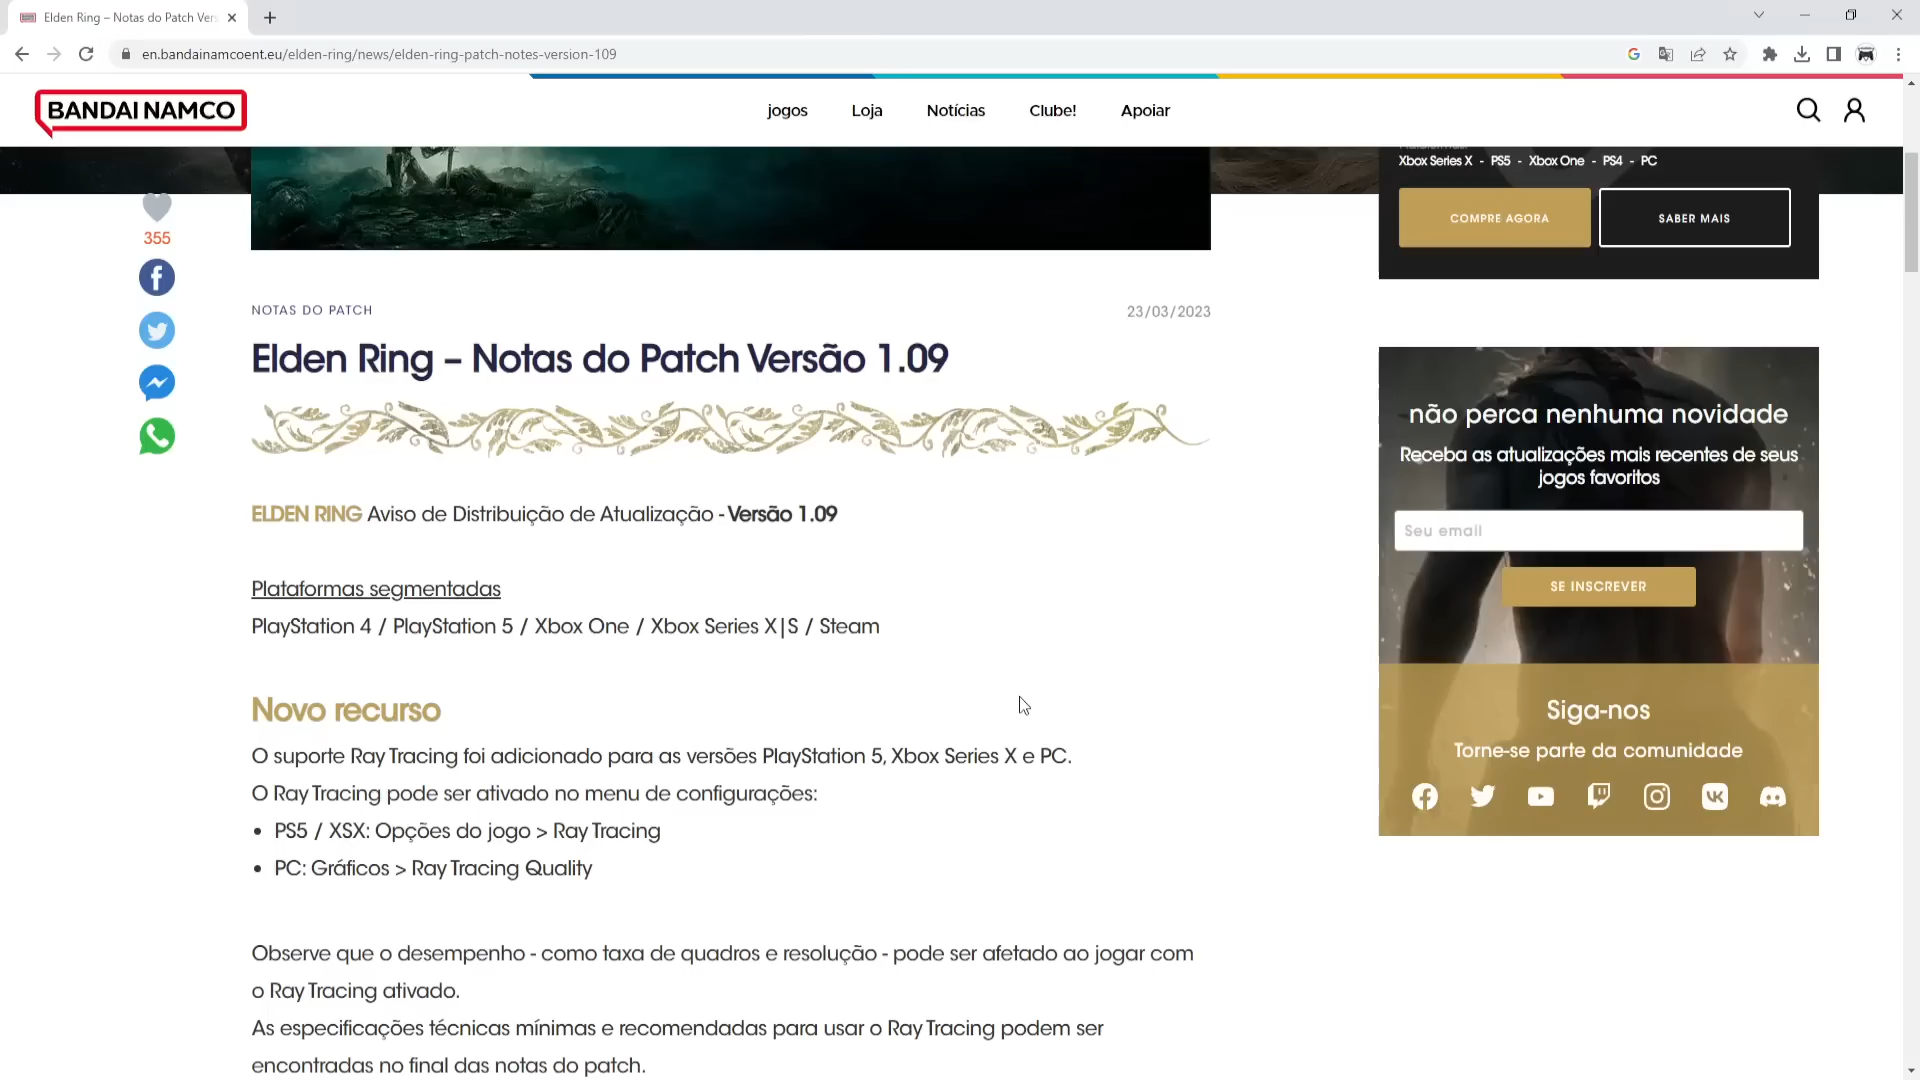 Elden Ring – Notas do Patch Vers
en.bandainamcoent.eu/elden-ring/news/elden-ring-patch-notes-version-109
BANDAI NAMCO
jogos Loja Notícias Clube! Apoiar
Xbox Series X - PS5 - Xbox One - PS4 - PC
COMPRE AGORA SABER MAIS
355
NOTAS DO PATCH 23/03/2023
Elden Ring – Notas do Patch Versão 1.09
ELDEN RING Aviso de Distribuição de Atualização - Versão 1.09
Plataformas segmentadas
PlayStation 4 / PlayStation 5 / Xbox One / Xbox Series X|S / Steam
Novo recurso
O suporte Ray Tracing foi adicionado para as versões PlayStation 5, Xbox Series X e PC.
O Ray Tracing pode ser ativado no menu de configurações:
• PS5 / XSX: Opções do jogo > Ray Tracing
• PC: Gráficos > Ray Tracing Quality
Observe que o desempenho - como taxa de quadros e resolução - pode ser afetado ao jogar com
o Ray Tracing ativado.
As especificações técnicas mínimas e recomendadas para usar o Ray Tracing podem ser
encontradas no final das notas do patch.
não perca nenhuma novidade
Receba as atualizações mais recentes de seus
jogos favoritos
Seu email
SE INSCREVER
Siga-nos
Torne-se parte da comunidade